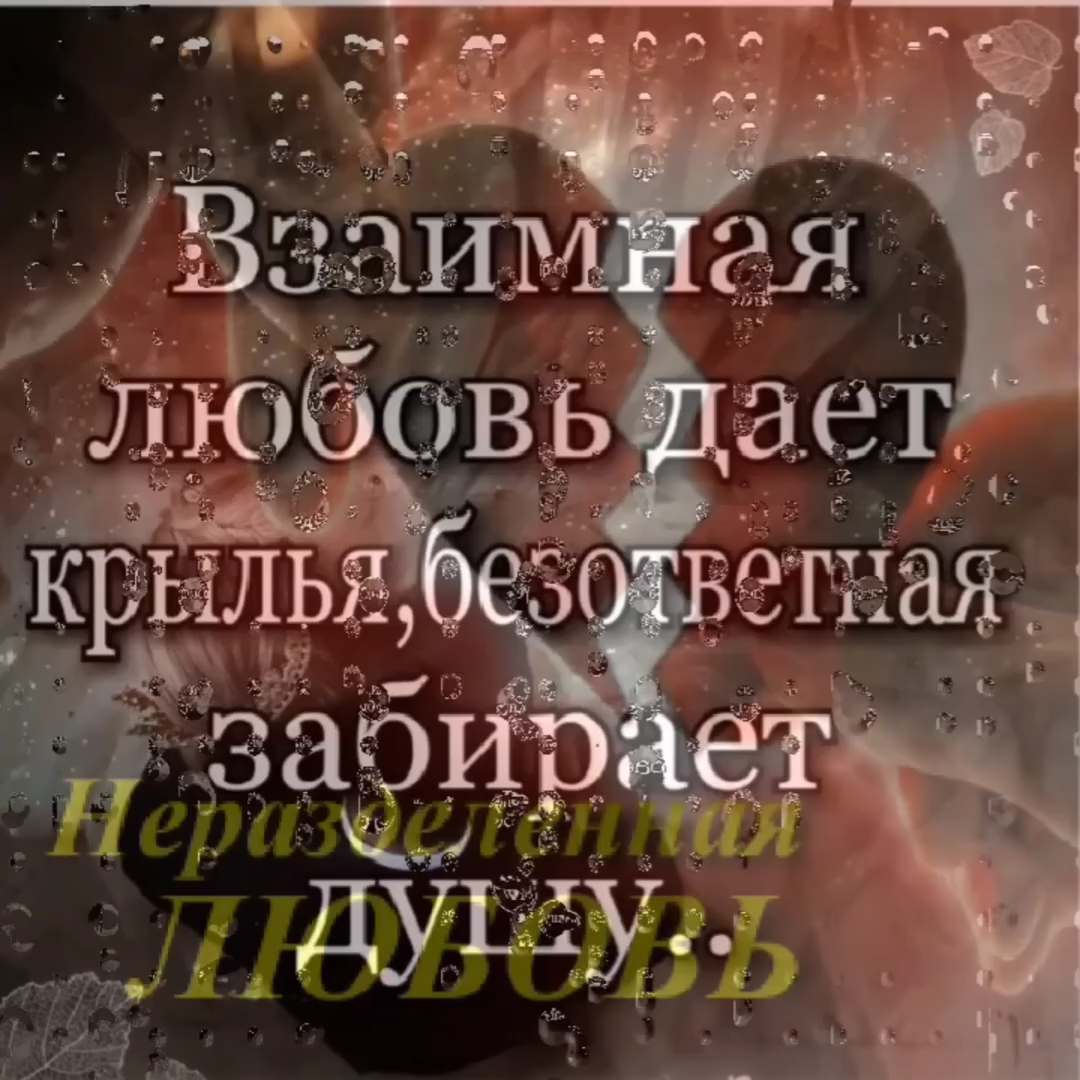 Взаимная
любовь дает
крылья,безответная
забирает
Неразделенная
душу..
ЛЮБОВЬ